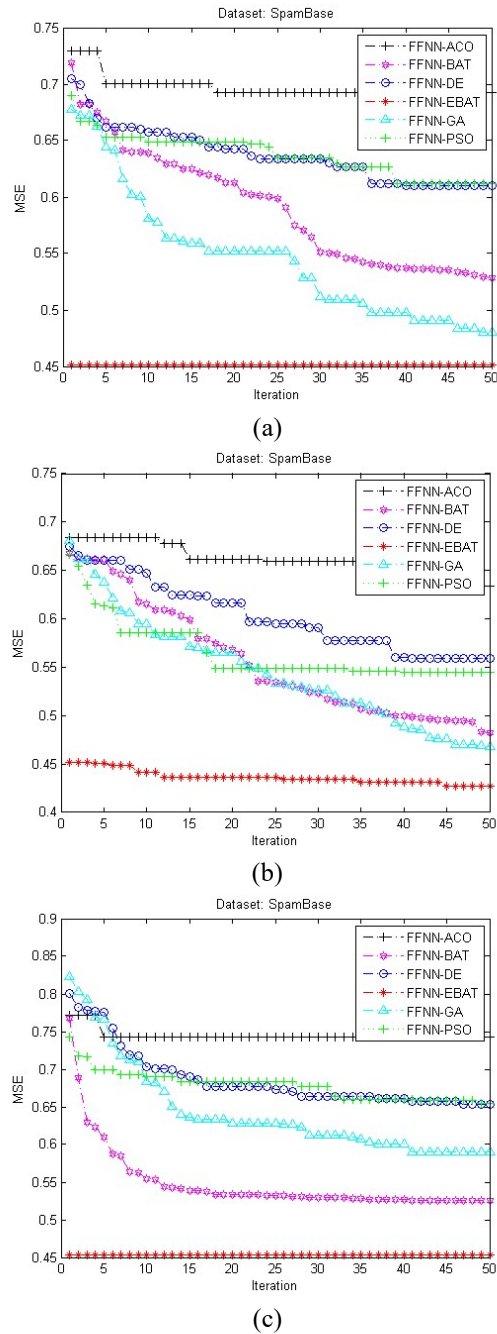 Dataset: SpamBase
0.75
0.7
0.65
0.6
0.55
0.5
0.45
MSE
FFNN-ACO
FFNN-BAT
FFNN-DE
FFNN-EBAT
FFNN-GA
FFNN-PSO
0 5 10 15 20 25 30 35 40 45 50
Iteration
(a)
Dataset: SpamBase
0.75
0.7
0.65
0.6
0.55
0.5
0.45
0.4
MSE
FFNN-ACO
FFNN-BAT
FFNN-DE
FFNN-EBAT
FFNN-GA
FFNN-PSO
0 5 10 15 20 25 30 35 40 45 50
Iteration
(b)
Dataset: SpamBase
0.9
0.85
0.8
0.75
0.7
0.65
0.6
0.55
0.5
0.45
MSE
FFNN-ACO
FFNN-BAT
FFNN-DE
FFNN-EBAT
FFNN-GA
FFNN-PSO
0 5 10 15 20 25 30 35 40 45 50
Iteration
(c)